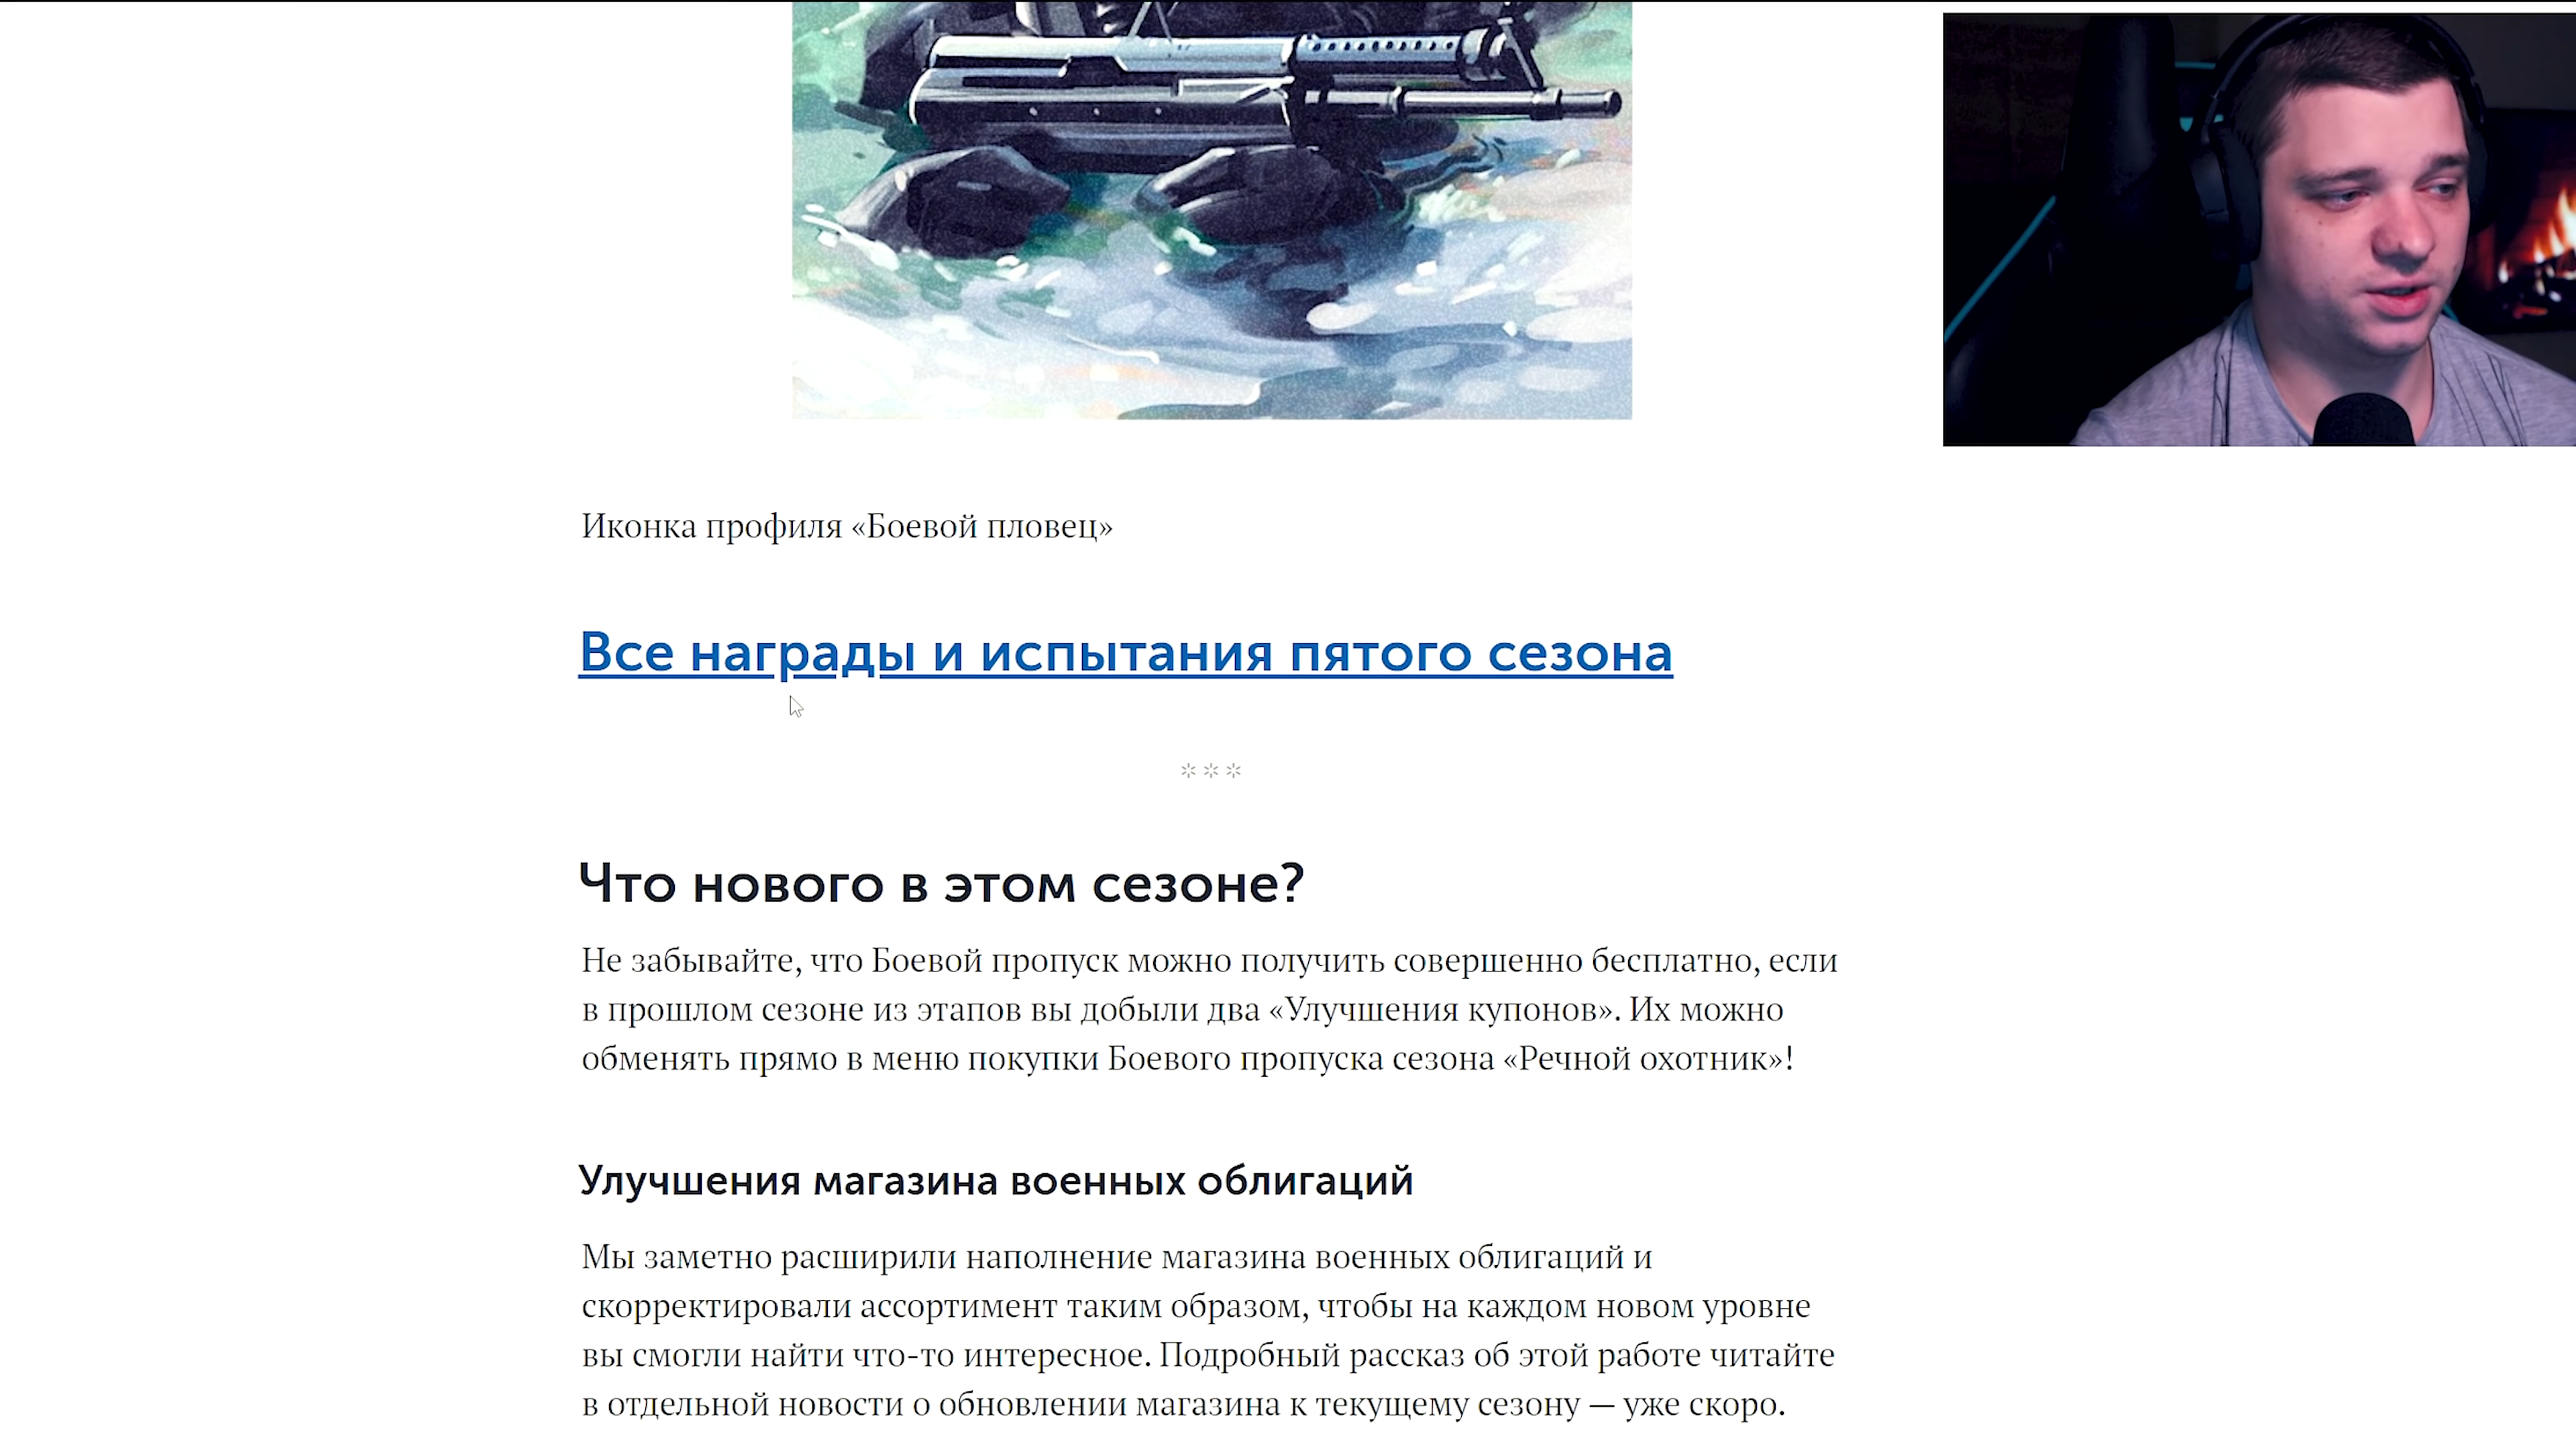 Иконка профиля «Боевой пловец»
Все награды и испытания пятого сезона
***
Что нового в этом сезоне?
Не забывайте, что Боевой пропуск можно получить совершенно бесплатно, если
в прошлом сезоне из этапов вы добыли два «Улучшения купонов». Их можно
обменять прямо в меню покупки Боевого пропуска сезона «Речной охотник»!
Улучшения магазина военных облигаций
Мы заметно расширили наполнение магазина военных облигаций и
скорректировали ассортимент таким образом, чтобы на каждом новом уровне
вы смогли найти что-то интересное. Подробный рассказ об этой работе читайте
в отдельной новости о обновлении магазина к текущему сезону — уже скоро.